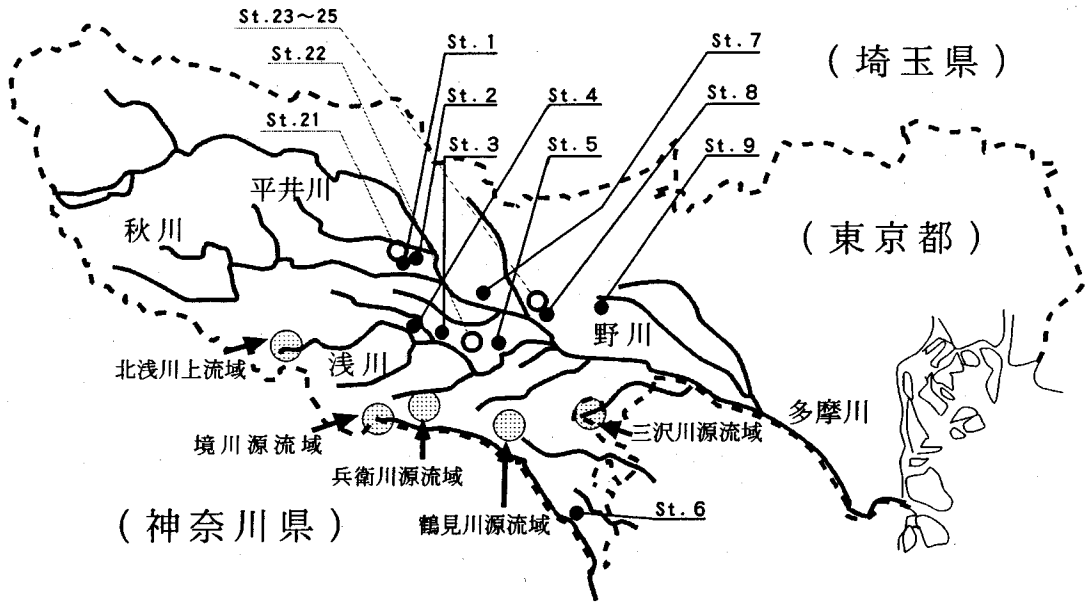 St.23～25
St.22
St.21
St.1
St.2
St.3
St.4
St.5
St.7
St.8
St.9
(埼玉県)
平井川
秋川
(東京都)
野川
浅川
北浅川上流域
多摩川
三沢川源流域
境川源流域
兵衛川源流域
鶴見川源流域
St.6
(神奈川県)